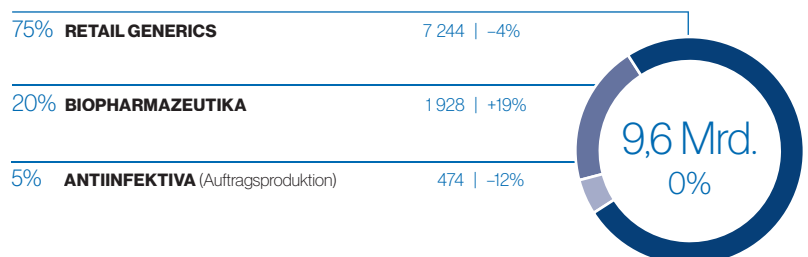 75% RETAIL GENERICS 7 244 | –4%
20% BIOPHARMAZEUTIKA 1 928 | +19%
5% ANTIINFEKTIVA (Auftragsproduktion) 474 | –12%
9,6 Mrd.
0%